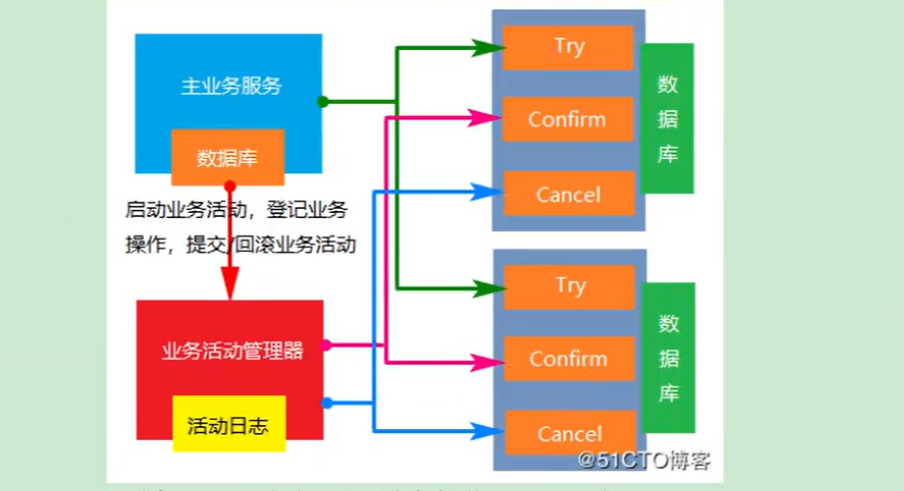 主业务服务
数据库
启动业务活动，登记业务
操作，提交/回滚业务活动
业务活动管理器
活动日志
Try
Confirm
Cancel
数
据
库
Try
Confirm
Cancel
数
据
库
@51CTO博客